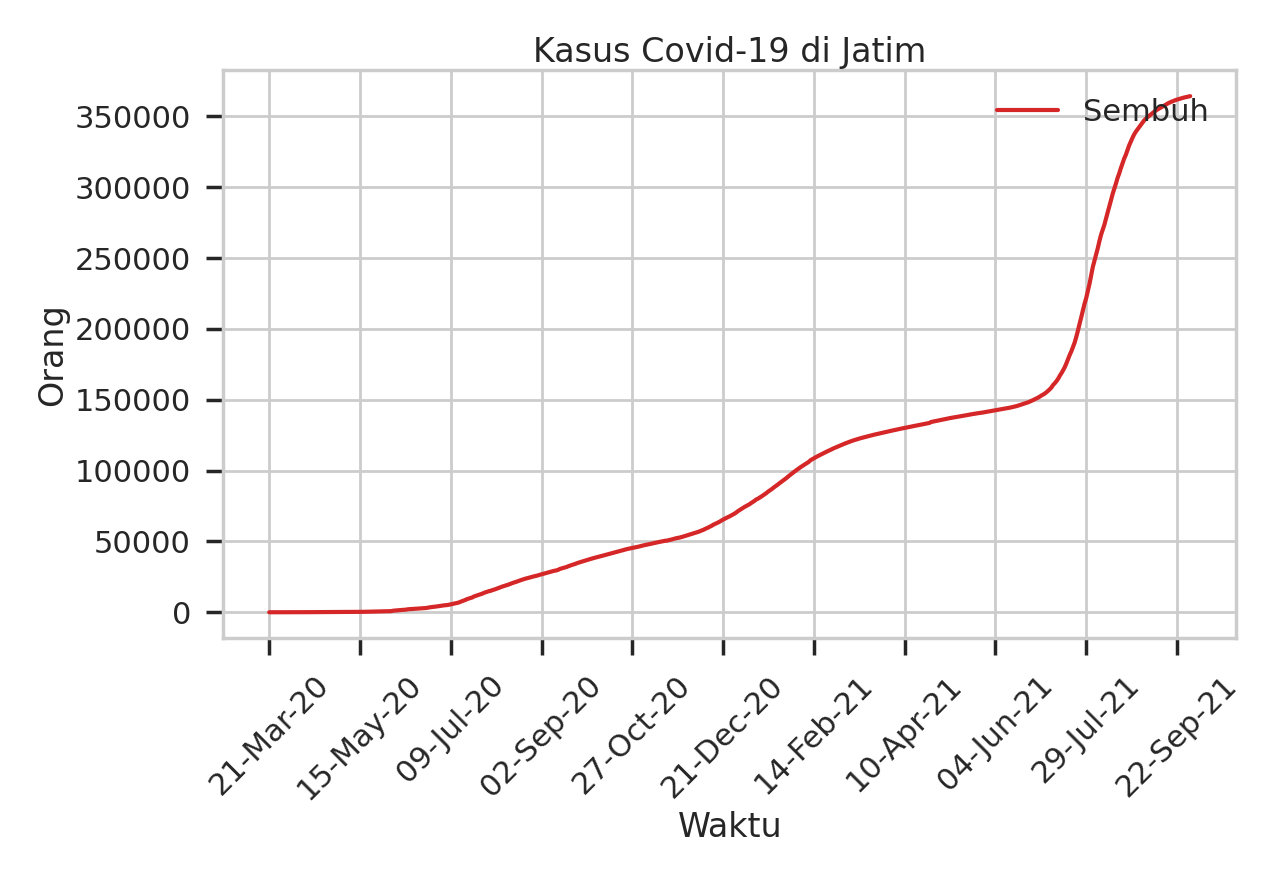 Kasus Covid-19 di Jatim
Sembuh
Orang
350000
300000
250000
200000
150000
100000
50000
0
21-Mar-20
15-May-20
09-Jul-20
02-Sep-20
27-Oct-20
21-Dec-20
14-Feb-21
10-Apr-21
04-Jun-21
29-Jul-21
22-Sep-21
Waktu